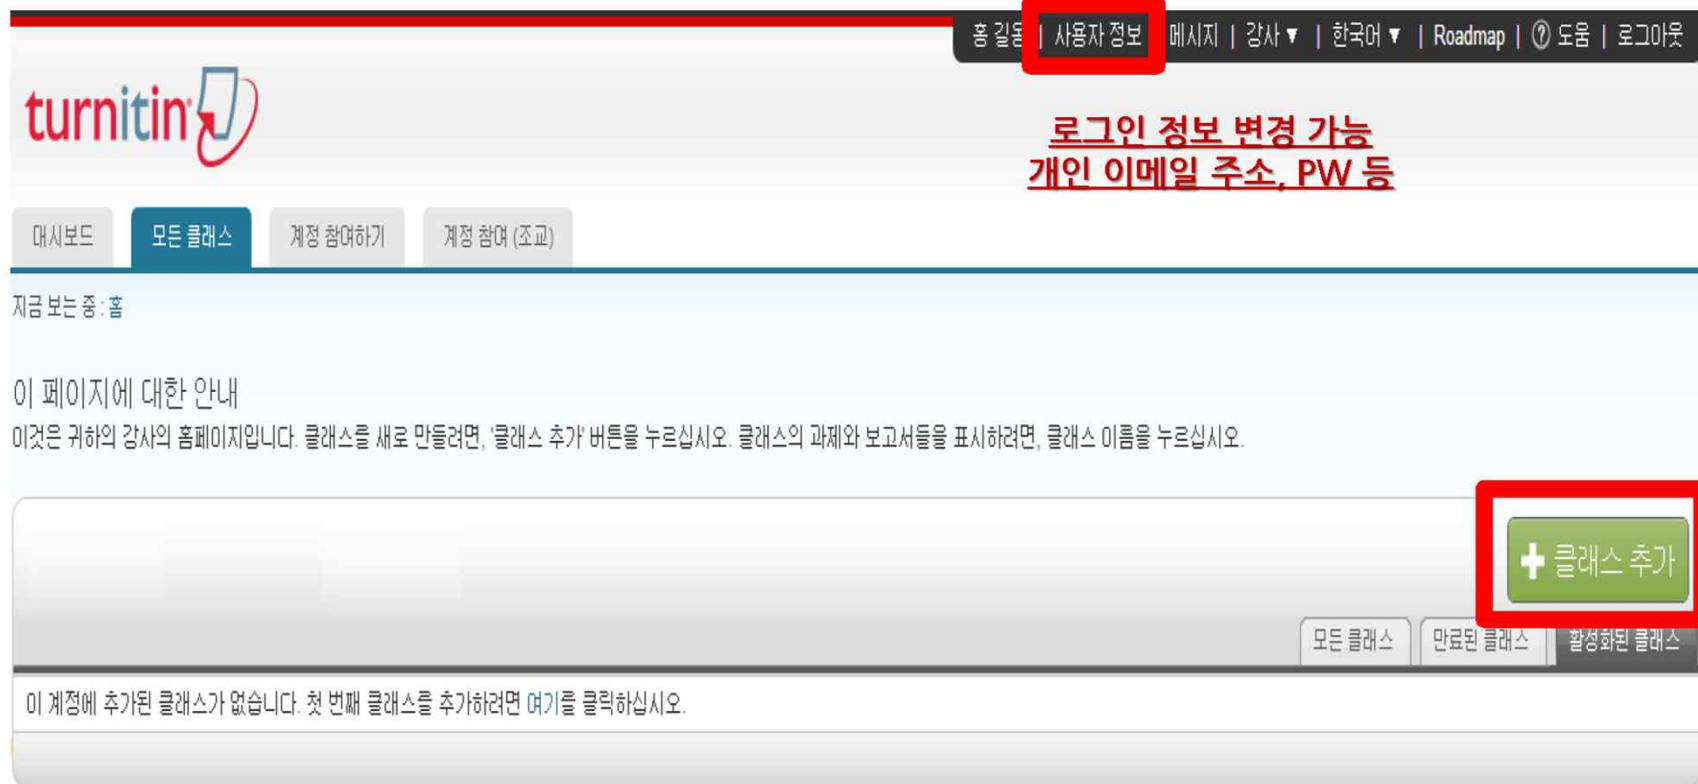 홍 길동 | 사용자 정보 메시지 | 강사 ▼ | 한국어 ▼ | Roadmap | ? 도움 | 로그아웃
turnitin
로그인 정보 변경 가능
개인 이메일 주소, PW 등
대시보드 모든 클래스 계정 참여하기 계정 참여 (조교)
지금 보는 중 : 홈
이 페이지에 대한 안내
이것은 귀하의 강사의 홈페이지입니다. 클래스를 새로 만들려면, '클래스 추가' 버튼을 누르십시오. 클래스의 과제와 보고서들을 표시하려면, 클래스 이름을 누르십시오.
+ 클래스 추가
모든 클래스 만료된 클래스 활성화된 클래스
이 계정에 추가된 클래스가 없습니다. 첫 번째 클래스를 추가하려면 여기를 클릭하십시오.